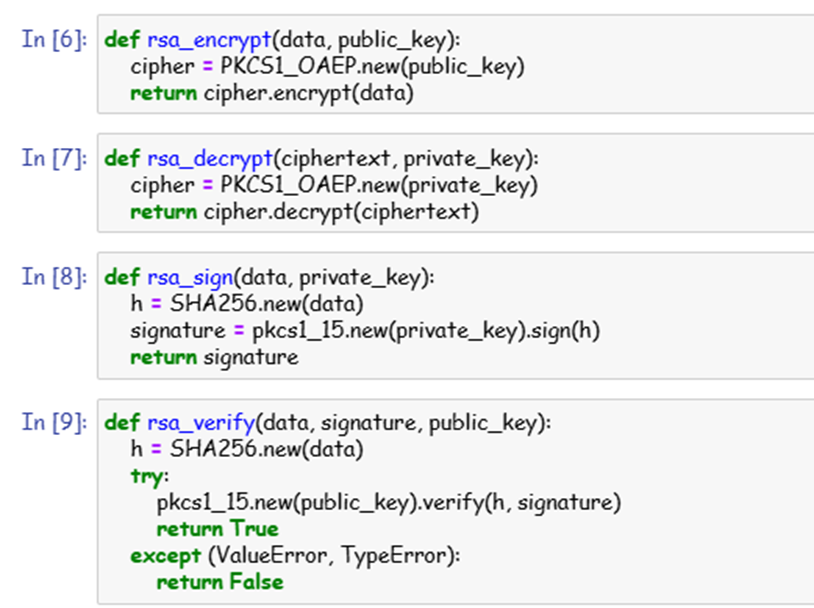 In [6]: def rsa_encrypt(data, public_key):
cipher = PKCS1_OAEP.new(public_key)
return cipher.encrypt(data)
In [7]: def rsa_decrypt(ciphertext, private_key):
cipher = PKCS1_OAEP.new(private_key)
return cipher.decrypt(ciphertext)
In [8]: def rsa_sign(data, private_key):
h = SHA256.new(data)
signature = pkcs1_15.new(private_key).sign(h)
return signature
In [9]: def rsa_verify(data, signature, public_key):
h = SHA256.new(data)
try:
pkcs1_15.new(public_key).verify(h, signature)
return True
except (ValueError, TypeError):
return False